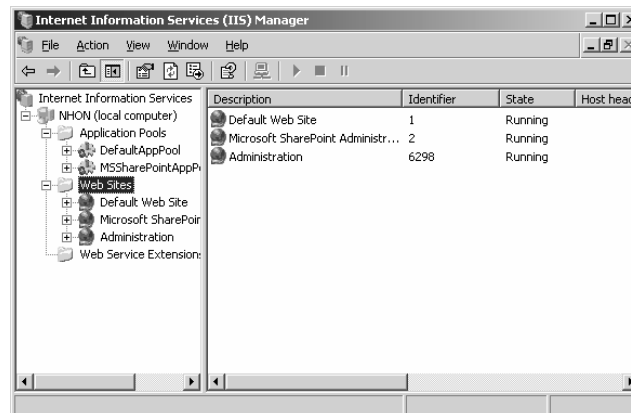 Internet Information Services (IIS) Manager
File Action View Window Help
Internet Information Services
NHON (local computer)
Application Pools
DefaultAppPool
MSSharePointAppP
Web Sites
Default Web Site
Microsoft SharePoir
Administration
Web Service Extension:
Description Identifier State Host head
Default Web Site 1 Running
Microsoft SharePoint Administr... 2 Running
Administration 6298 Running